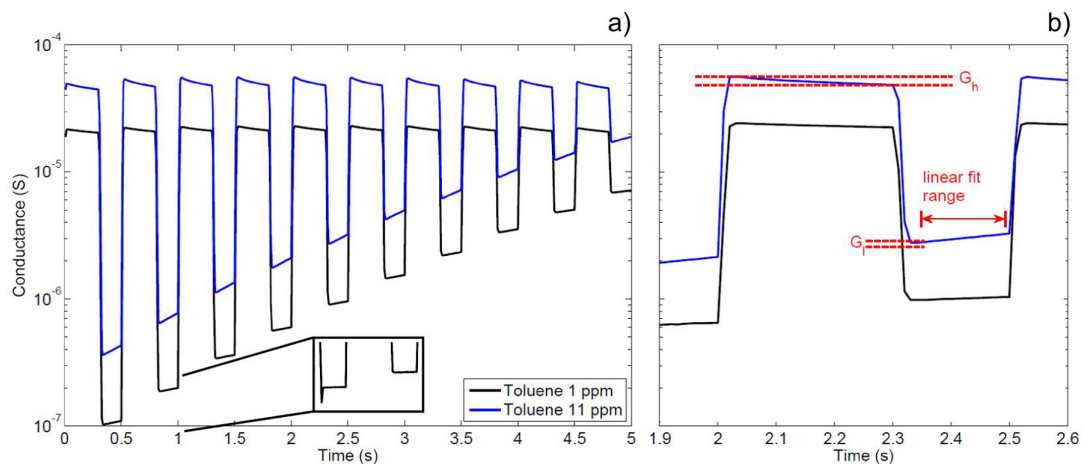 a)
10⁻⁴
10⁻⁵
10⁻⁶
10⁻⁷
Conductance (S)
Toluene 1 ppm
Toluene 11 ppm
0 0.5 1 1.5 2 2.5 3 3.5 4 4.5 5
Time (s)
b)
Gₕ
linear fit
range
Gₗ
1.9 2 2.1 2.2 2.3 2.4 2.5 2.6
Time (s)